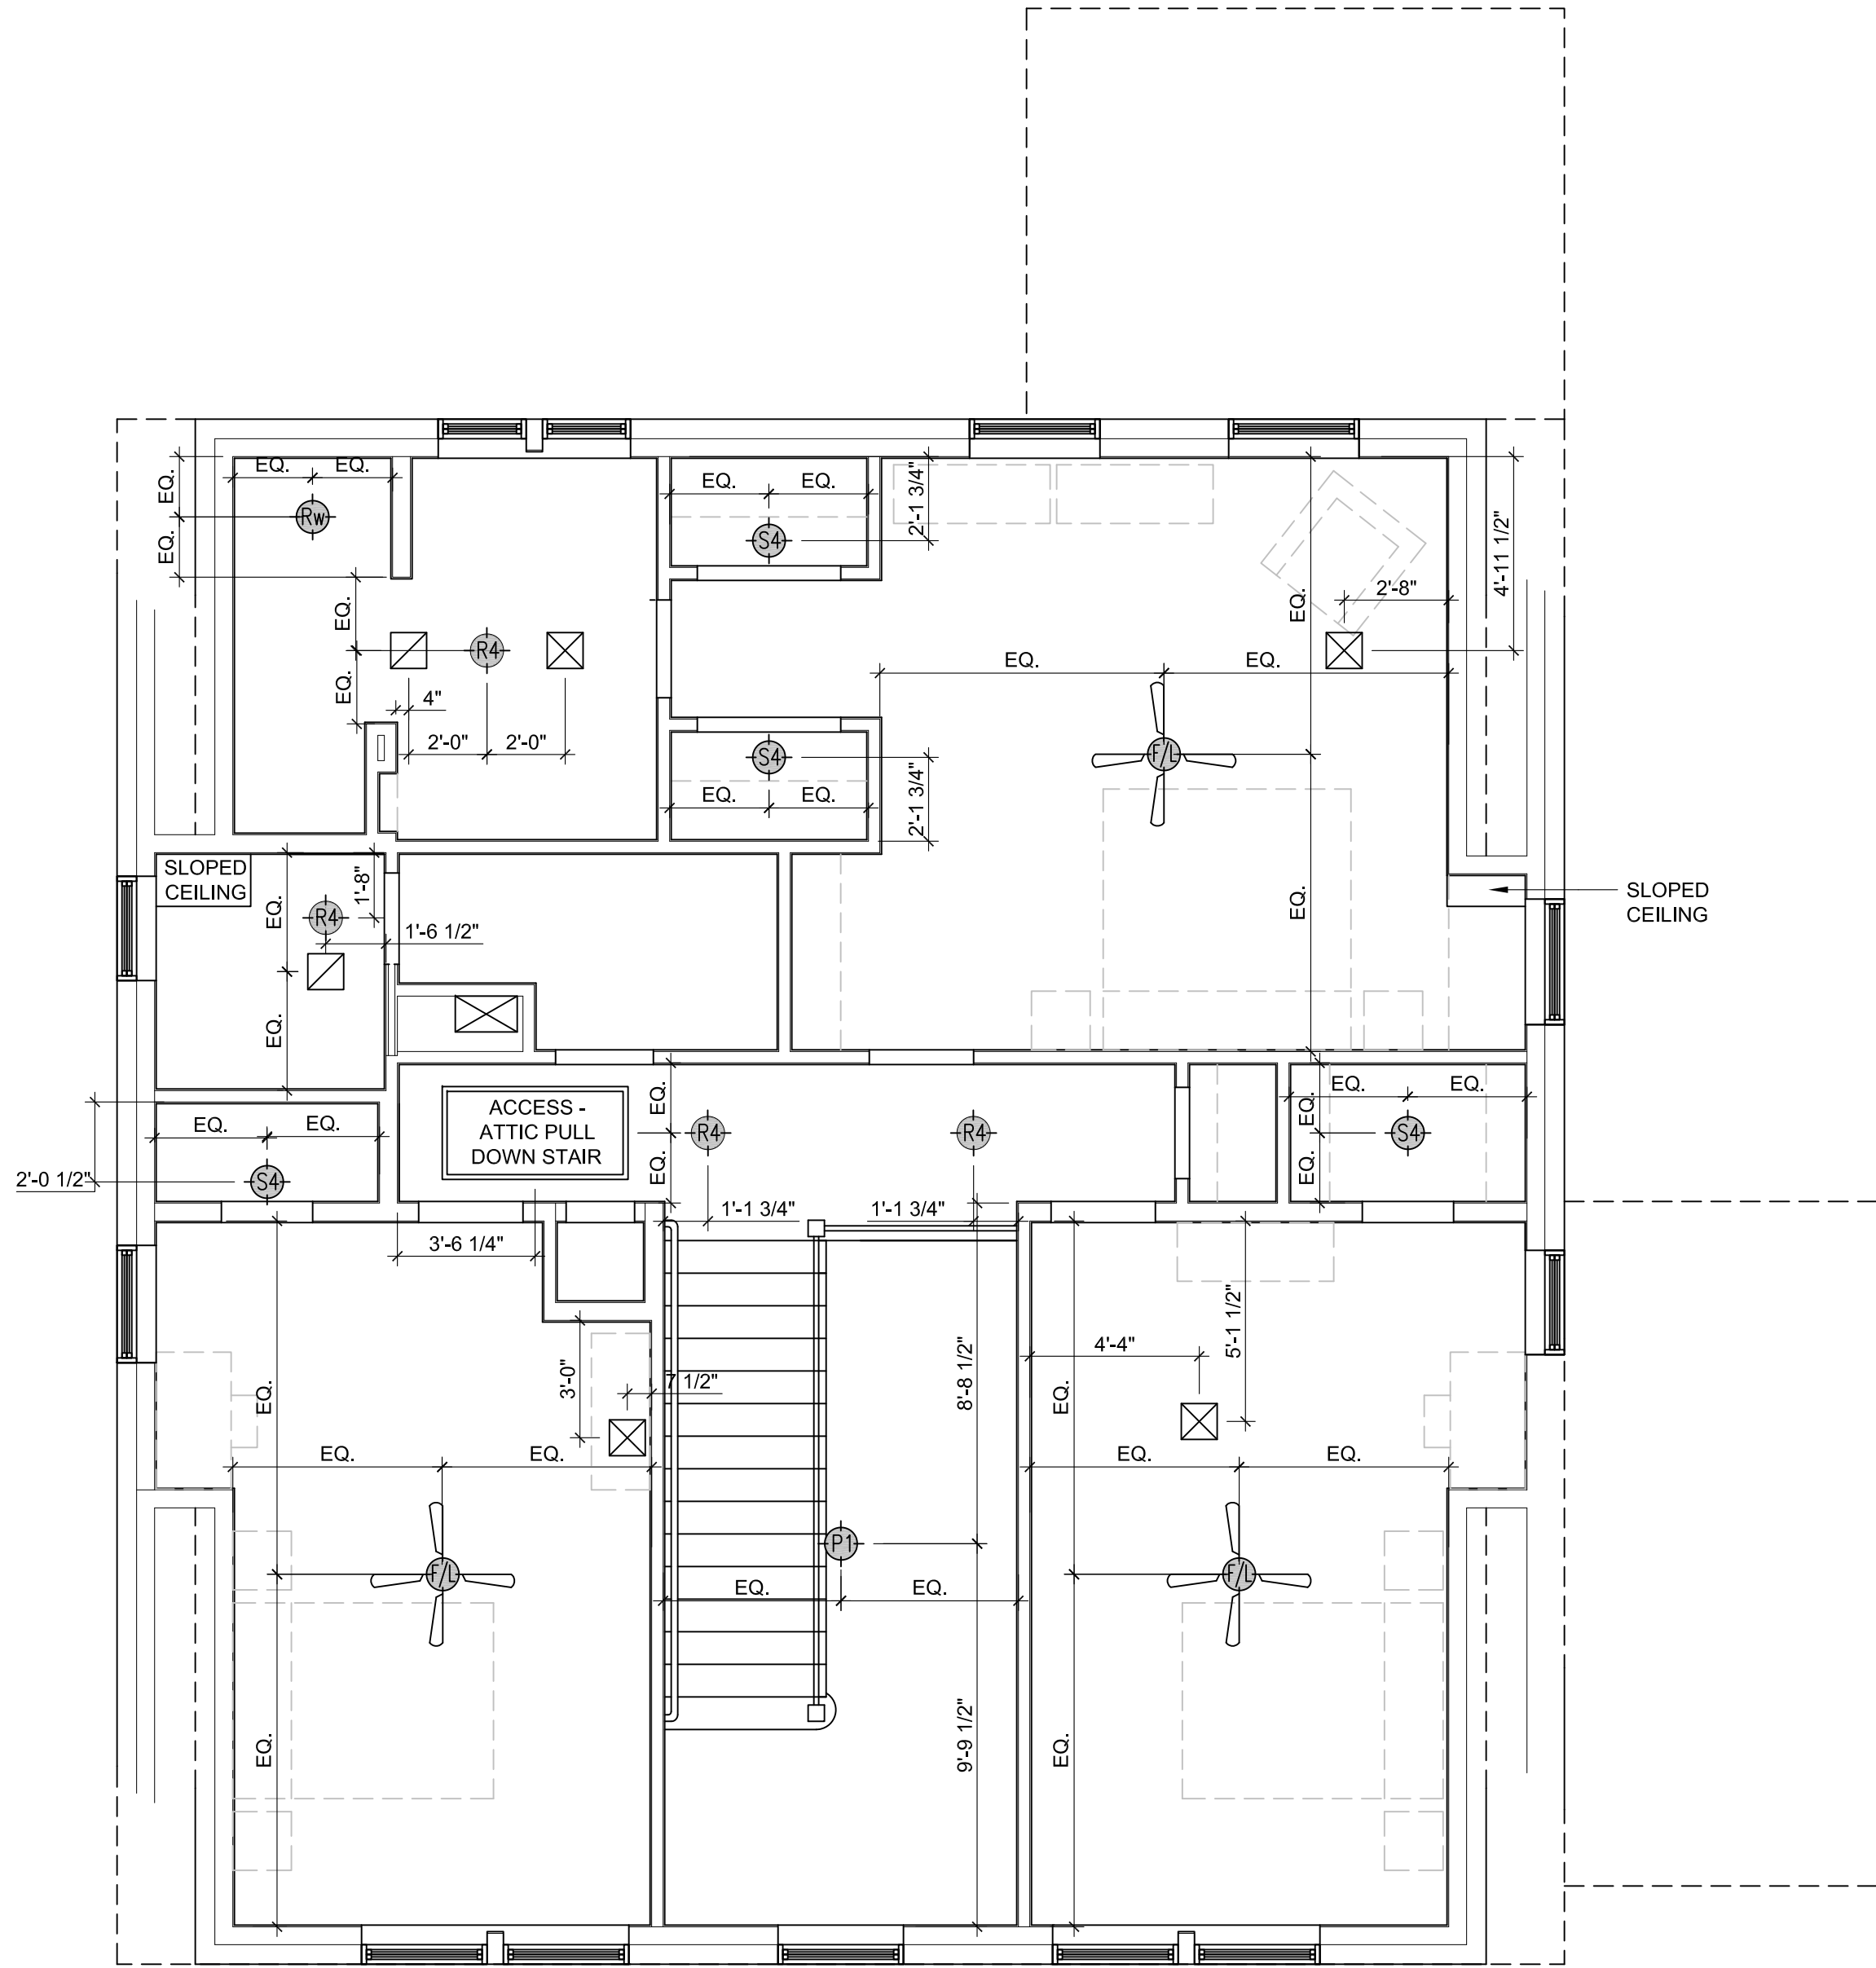 EQ. EQ.
EQ.
EQ.
Rw
EQ. EQ.
S4
2'-1 3/4"
4'-11 1/2"
2'-8"
EQ.
EQ.
R4
4"
2'-0" 2'-0"
EQ.
EQ. EQ.
F/L
S4
EQ. EQ.
2'-1 3/4"
SLOPED
CEILING
EQ.
1'-8"
R4
1'-6 1/2"
EQ.
EQ.
SLOPED
CEILING
ACCESS -
ATTIC PULL
DOWN STAIR
EQ.
EQ.
R4
R4
EQ. EQ.
EQ.
EQ.
S4
EQ. EQ.
S4
2'-0 1/2"
1'-1 3/4" 1'-1 3/4"
3'-6 1/4"
3'-0"
7 1/2"
8'-8 1/2"
4'-4"
5'-1 1/2"
EQ.
EQ. EQ.
EQ.
EQ. EQ.
F/L
P1
F/L
EQ. EQ.
EQ.
9'-9 1/2"
EQ.